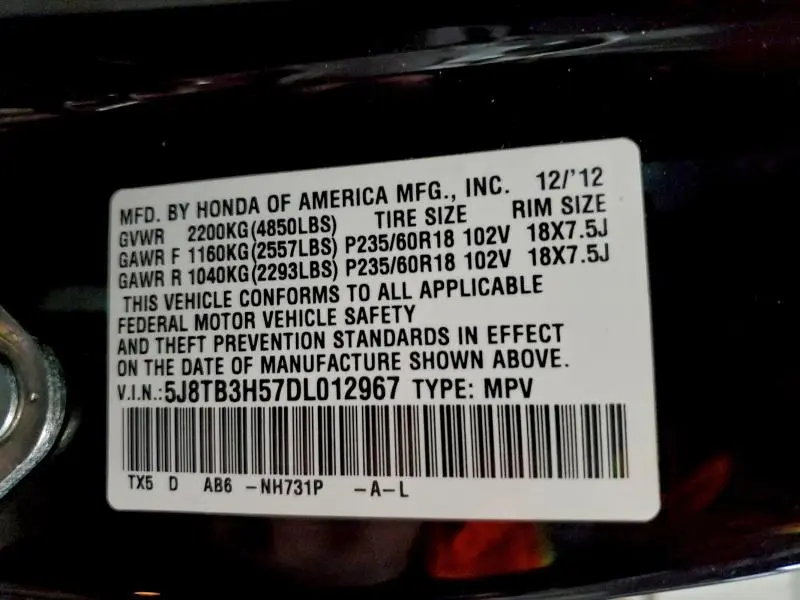 MFD. BY HONDA OF AMERICA MFG., INC. 12/'12
GVWR 2200KG(4850LBS) TIRE SIZE RIM SIZE
GAWR F 1160KG(2557LBS) P235/60R18 102V 18X7.5J
GAWR R 1040KG(2293LBS) P235/60R18 102V 18X7.5J
THIS VEHICLE CONFORMS TO ALL APPLICABLE
FEDERAL MOTOR VEHICLE SAFETY
AND THEFT PREVENTION STANDARDS IN EFFECT
ON THE DATE OF MANUFACTURE SHOWN ABOVE.
V.I.N.:5J8TB3H57DL012967 TYPE: MPV
TX5 D AB6 -NH731P -A-L